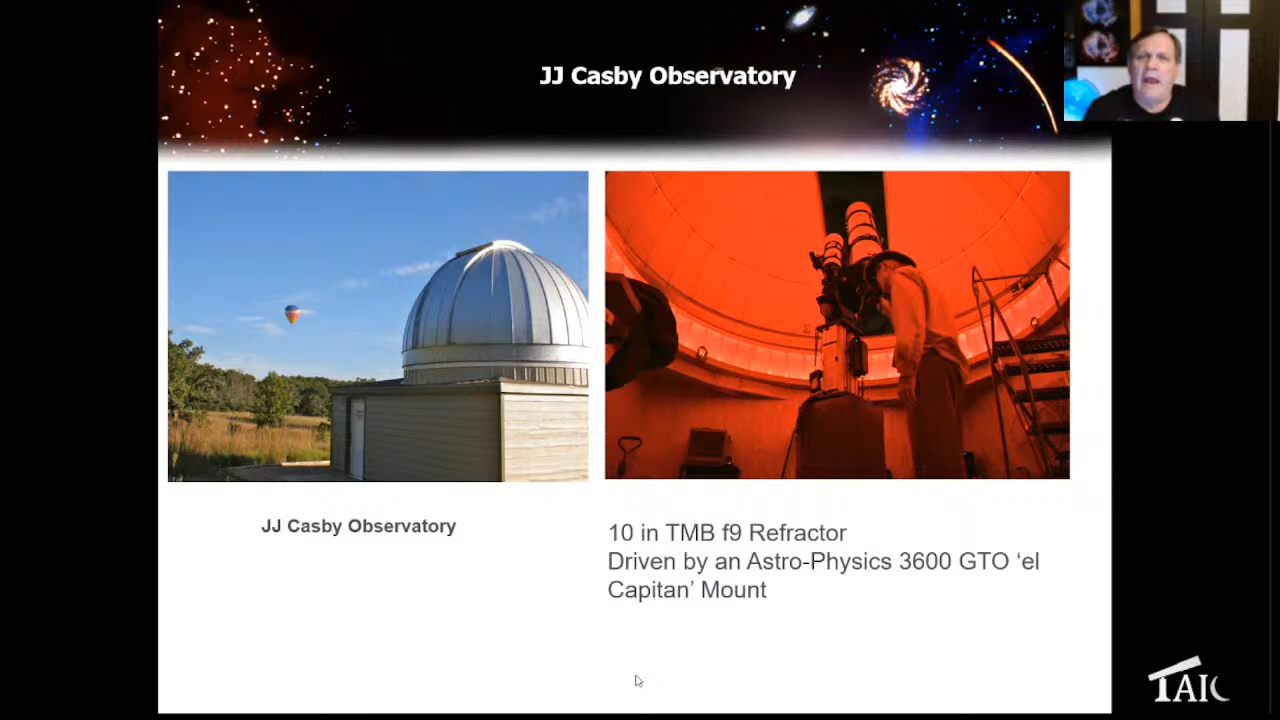 JJ Casby Observatory
JJ Casby Observatory
10 in TMB f9 Refractor
Driven by an Astro-Physics 3600 GTO ‘el
Capitan’ Mount
TAIC